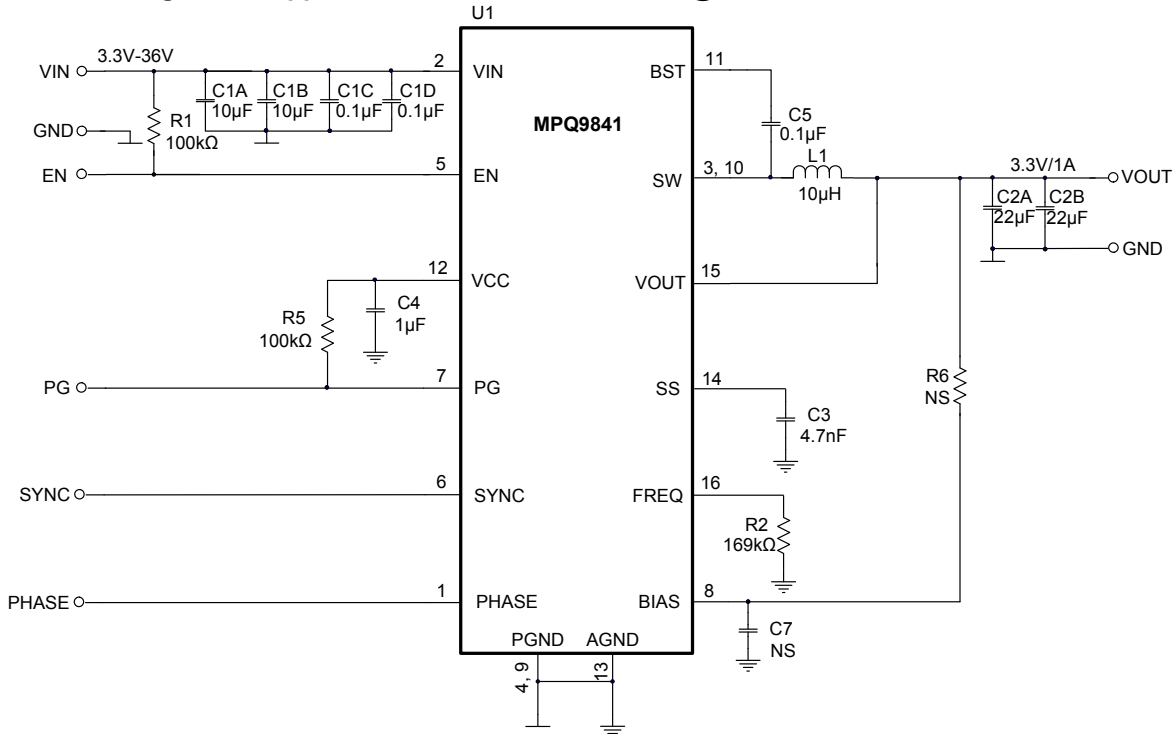 U1
VIN
3.3V-36V
2
VIN
BST
11
C1A
10µF
C1B
10µF
C1C
0.1µF
C1D
0.1µF
GND
R1
100kΩ
MPQ9841
C5
0.1µF
EN
5
EN
SW
3, 10
L1
10µH
3.3V/1A
VOUT
C2A
22µF
C2B
22µF
GND
12
VCC
VOUT
15
R5
100kΩ
C4
1µF
PG
7
PG
SS
14
C3
4.7nF
R6
NS
SYNC
6
SYNC
FREQ
16
R2
169kΩ
PHASE
1
PHASE
BIAS
8
C7
NS
PGND
AGND
4, 9
13